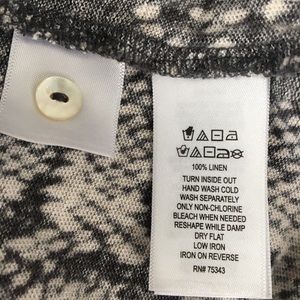 100% LINEN
TURN INSIDE OUT
HAND WASH COLD
WASH SEPARATELY
ONLY NON-CHLORINE
BLEACH WHEN NEEDED
RESHAPE WHILE DAMP
DRY FLAT
LOW IRON
IRON ON REVERSE
RN# 75343